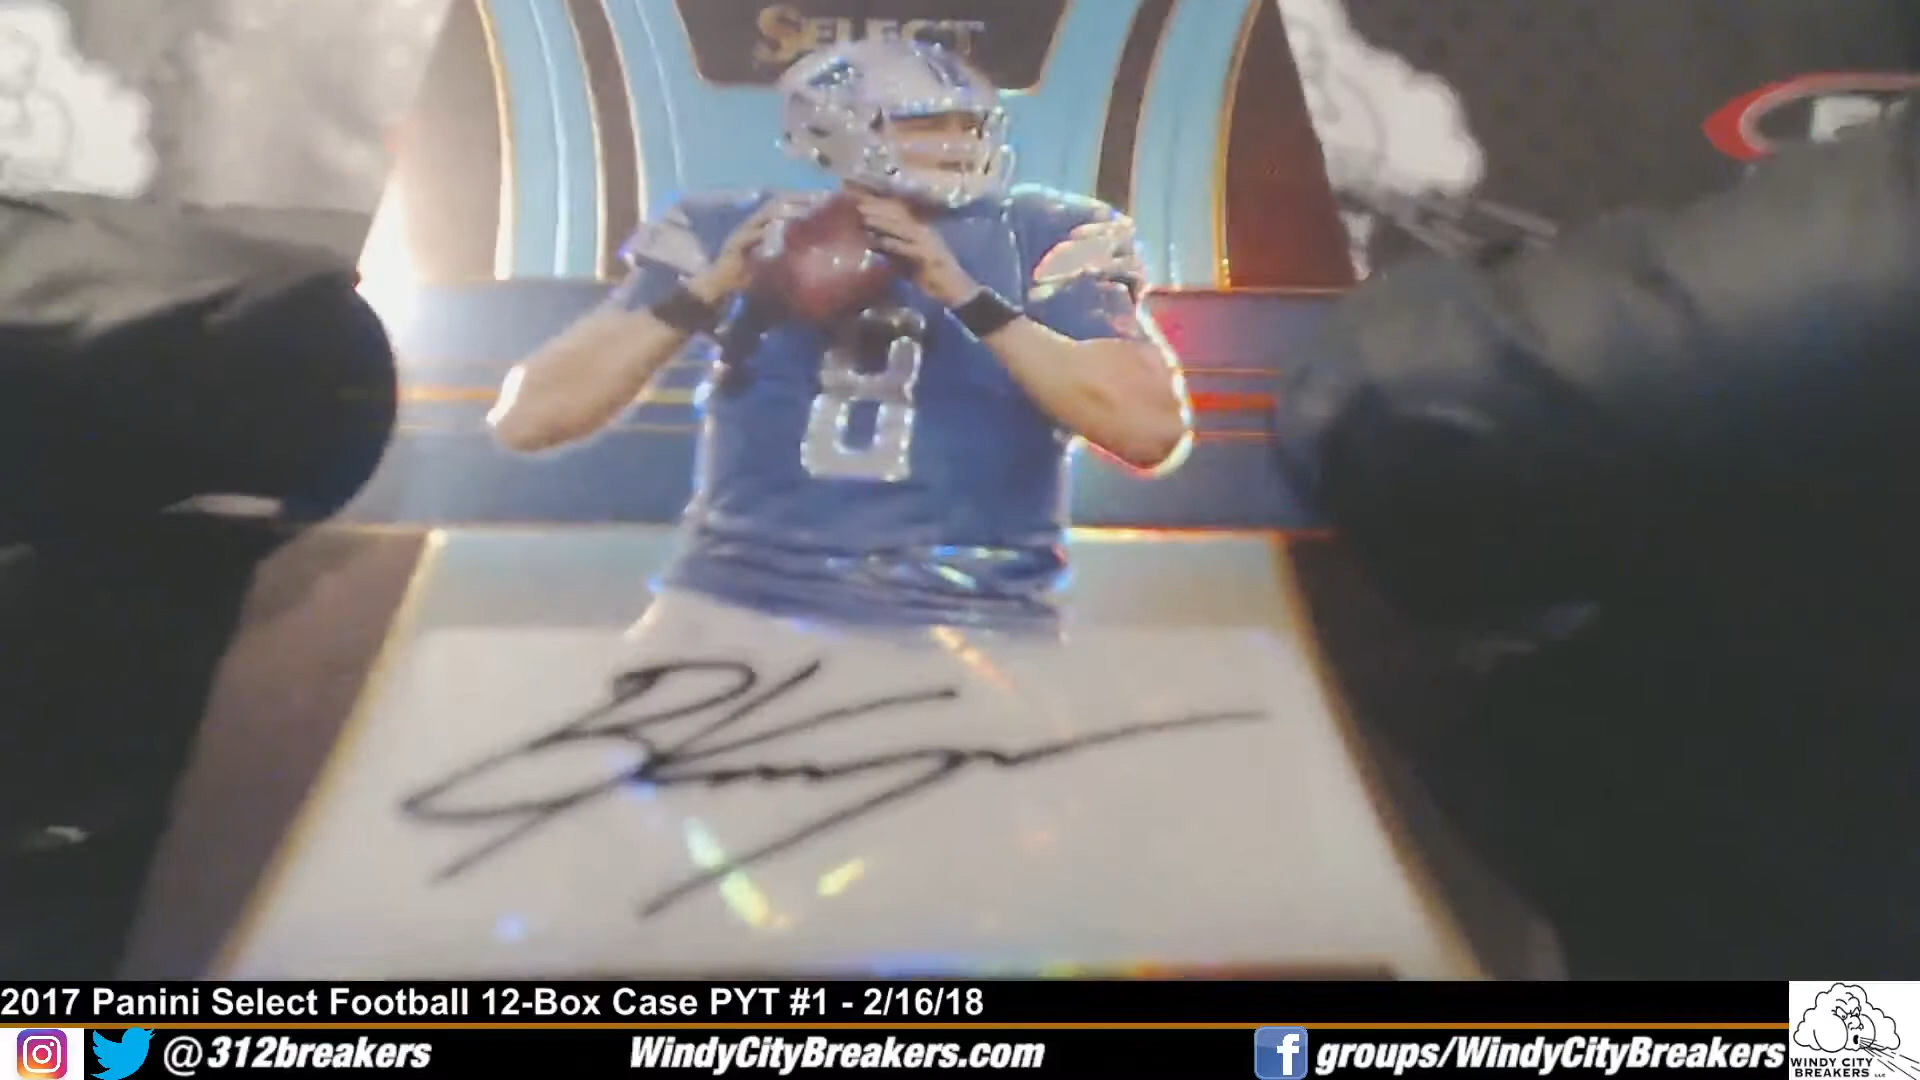 SELECT
8
2017 Panini Select Football 12-Box Case PYT #1 - 2/16/18
@312breakers
WindyCityBreakers.com
f groups/WindyCityBreakers
WINDY CITY
BREAKERS LLC